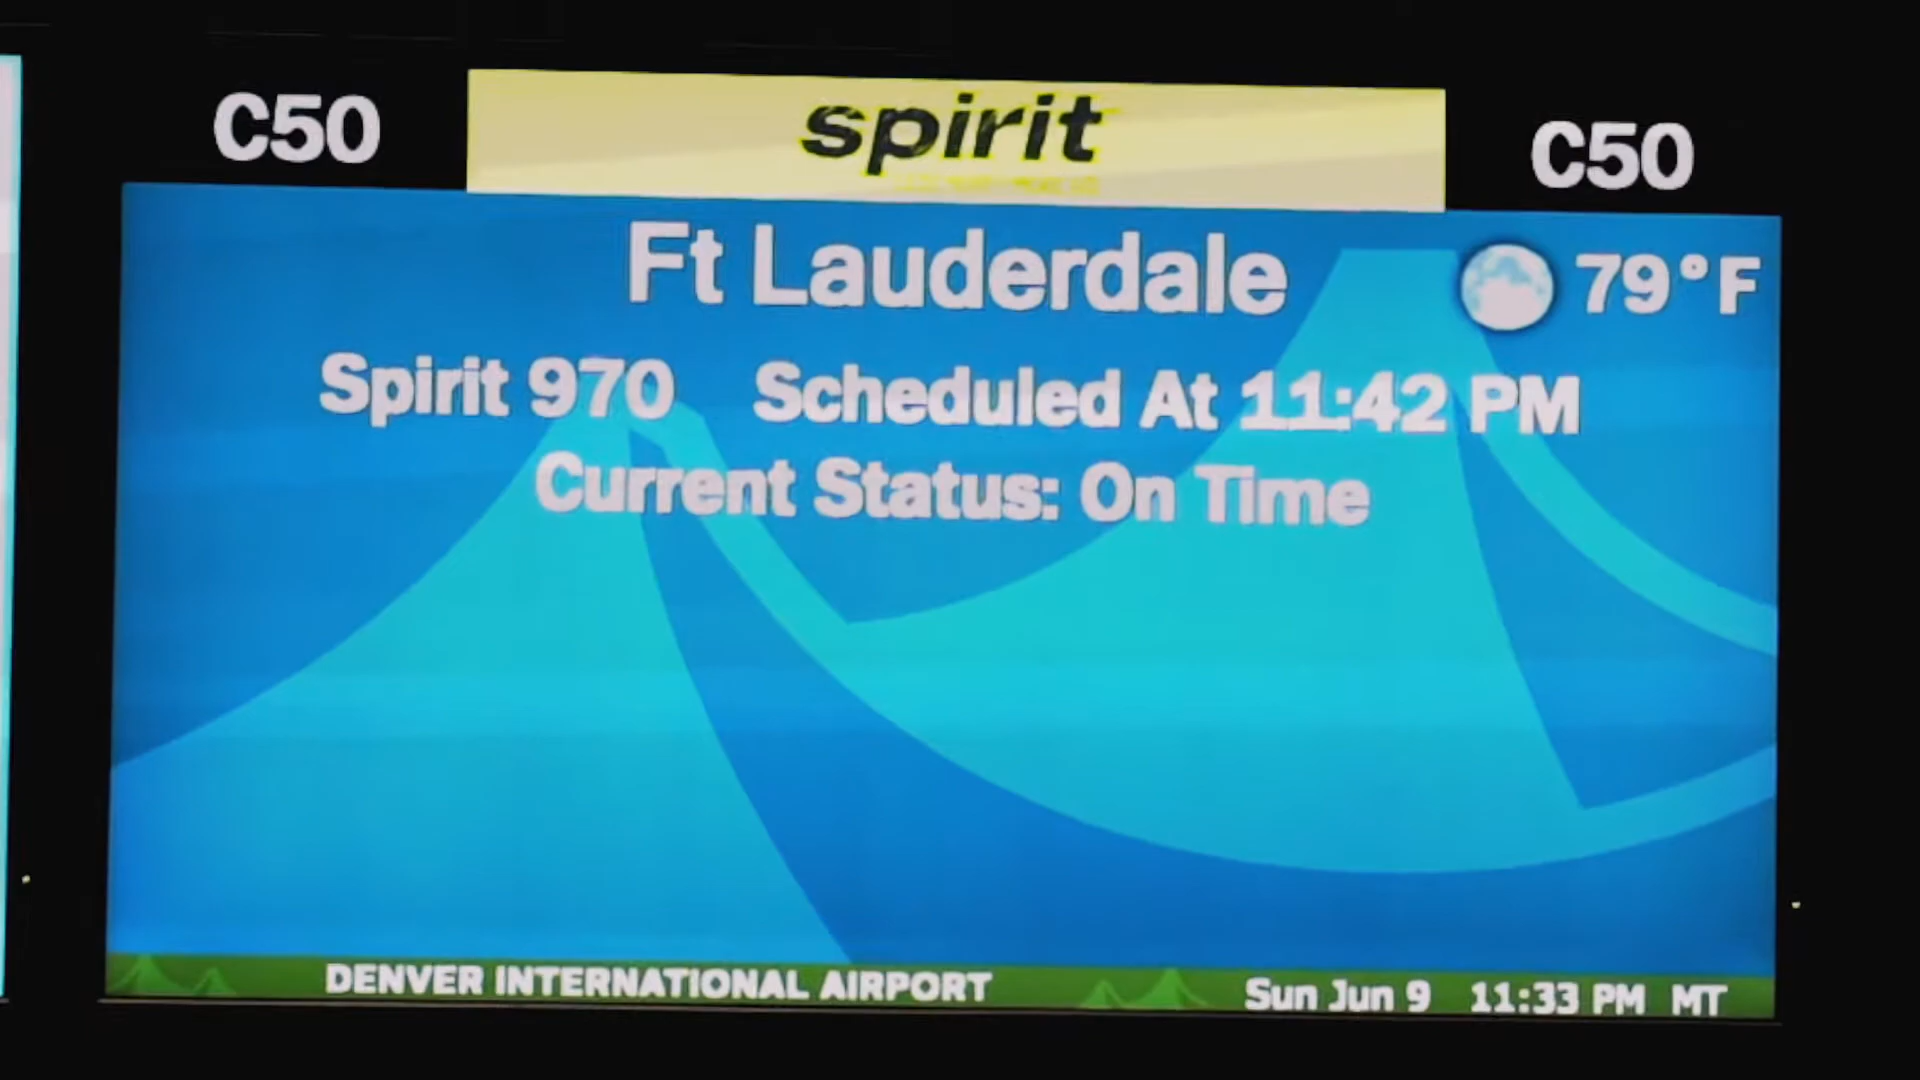 C50 spirit C50
Ft Lauderdale 79°F
Spirit 970 Scheduled At 11:42 PM
Current Status: On Time
DENVER INTERNATIONAL AIRPORT Sun Jun 9 11:33 PM MT